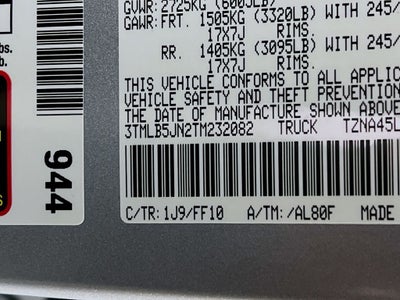 GVWR: 2725KG (6005LB)
GAWR: FRT. 1505KG (3320LB) WITH 245/
17X7J RIMS.
RR. 1405KG (3095LB) WITH 245/
17X7J RIMS.
THIS VEHICLE CONFORMS TO ALL APPLIC
VEHICLE SAFETY AND THEFT PREVENTION
THE DATE OF MANUFACTURE SHOWN ABOVE
3TMLB5JN2TM232082 TRUCK TZNA45L
C/TR: 1J9/FF10 A/TM: /AL80F MADE
944
lbs.
b.